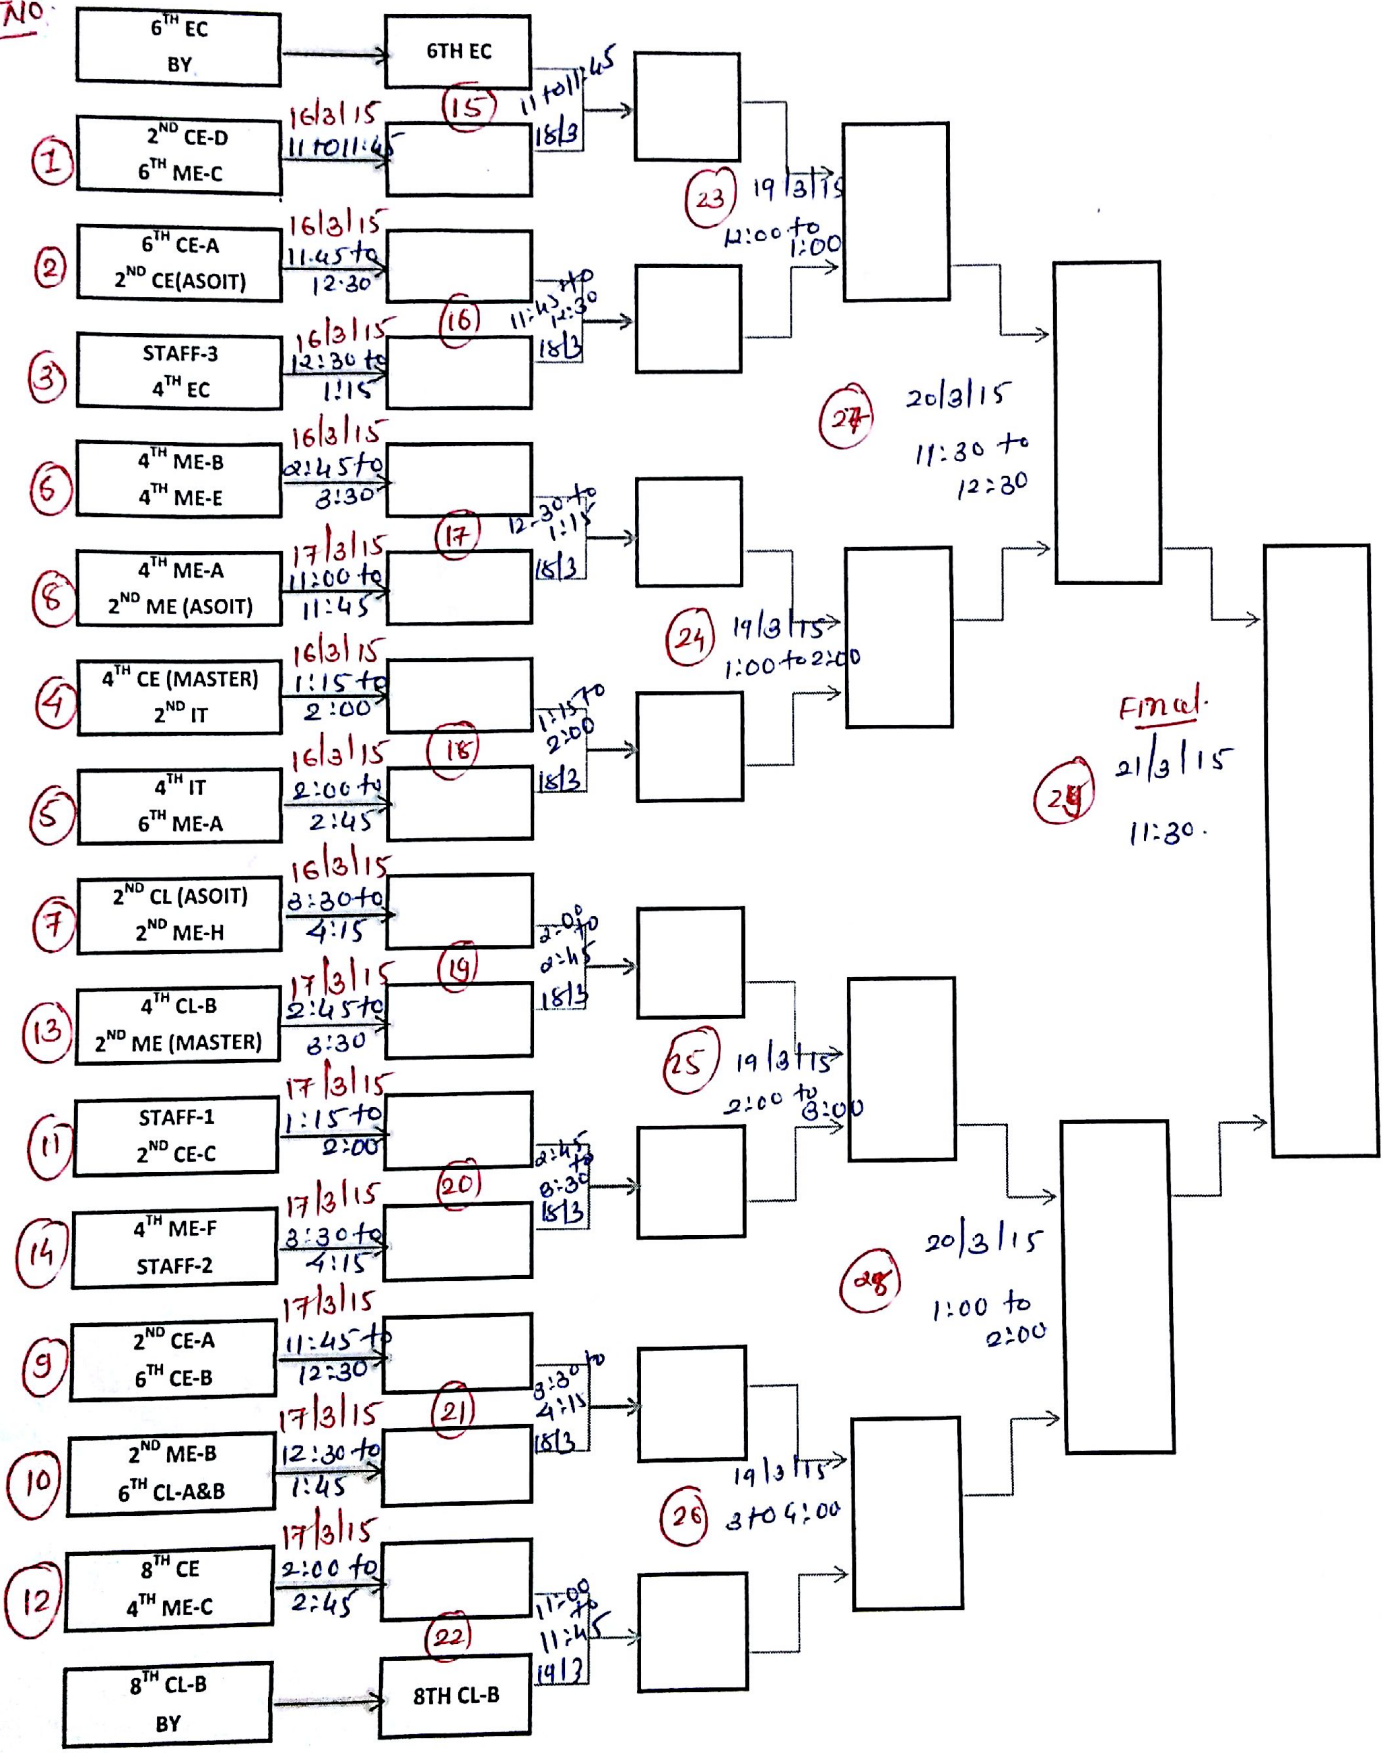 NO.
6TH EC
BY
6TH EC
15
11 to 11:45
18/3
1
2ND CE-D
6TH ME-C
16/3/15
11 to 11:45
23
19/3/15
12:00 to
1:00
2
6TH CE-A
2ND CE(ASOIT)
16/3/15
11.45 to
12.30
16
11:45 to
12:30
18/3
3
STAFF-3
4TH EC
16/3/15
12:30 to
1:15
27
20/3/15
11:30 to
12:30
6
4TH ME-B
4TH ME-E
16/3/15
2:45 to
3:30
17
12-30 to
1:15
18/3
8
4TH ME-A
2ND ME (ASOIT)
17/3/15
11:00 to
11:45
24
19/3/15
1:00 to 2:00
4
4TH CE (MASTER)
2ND IT
16/3/15
1:15 to
2:00
18
1:15 to
2:00
18/3
Final.
21/3/15
11:30.
5
4TH IT
6TH ME-A
16/3/15
2:00 to
2:45
7
2ND CL (ASOIT)
2ND ME-H
16/3/15
3:30 to
4:15
19
2:00 to
2:45
18/3
13
4TH CL-B
2ND ME (MASTER)
17/3/15
2:45 to
3:30
25
19/3/15
2:00 to
3:00
11
STAFF-1
2ND CE-C
17/3/15
1:15 to
2:00
20
2:45
to
3:30
18/3
14
4TH ME-F
STAFF-2
17/3/15
3:30 to
4:15
28
20/3/15
1:00 to
2:00
9
2ND CE-A
6TH CE-B
17/3/15
11:45 to
12:30
21
3:30 to
4:15
18/3
10
2ND ME-B
6TH CL-A&B
17/3/15
12:30 to
1:45
26
19/3/15
3 to 4:00
12
8TH CE
4TH ME-C
17/3/15
2:00 to
2:45
22
11:00
to
11:45
19/3
8TH CL-B
BY
8TH CL-B